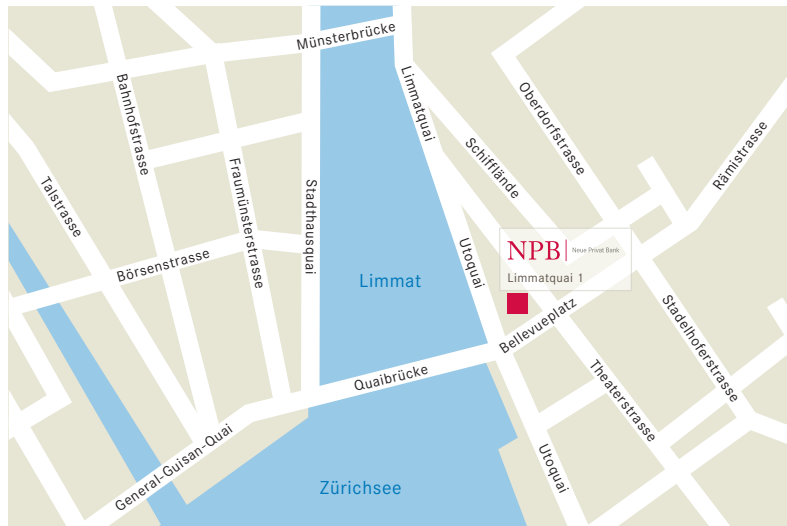 Münsterbrücke
Limmatquai
Bahnhofstrasse
Oberdorfstrasse
Rämistrasse
Schifflände
Fraumünsterstrasse
Talstrasse
Stadthausquai
Utoquai
NPB Neue Privat Bank
Limmatquai 1
Börsenstrasse
Limmat
Bellevueplatz
Stadelhoferstrasse
Quaibrücke
Theaterstrasse
General-Guisan-Quai
Utoquai
Zürichsee